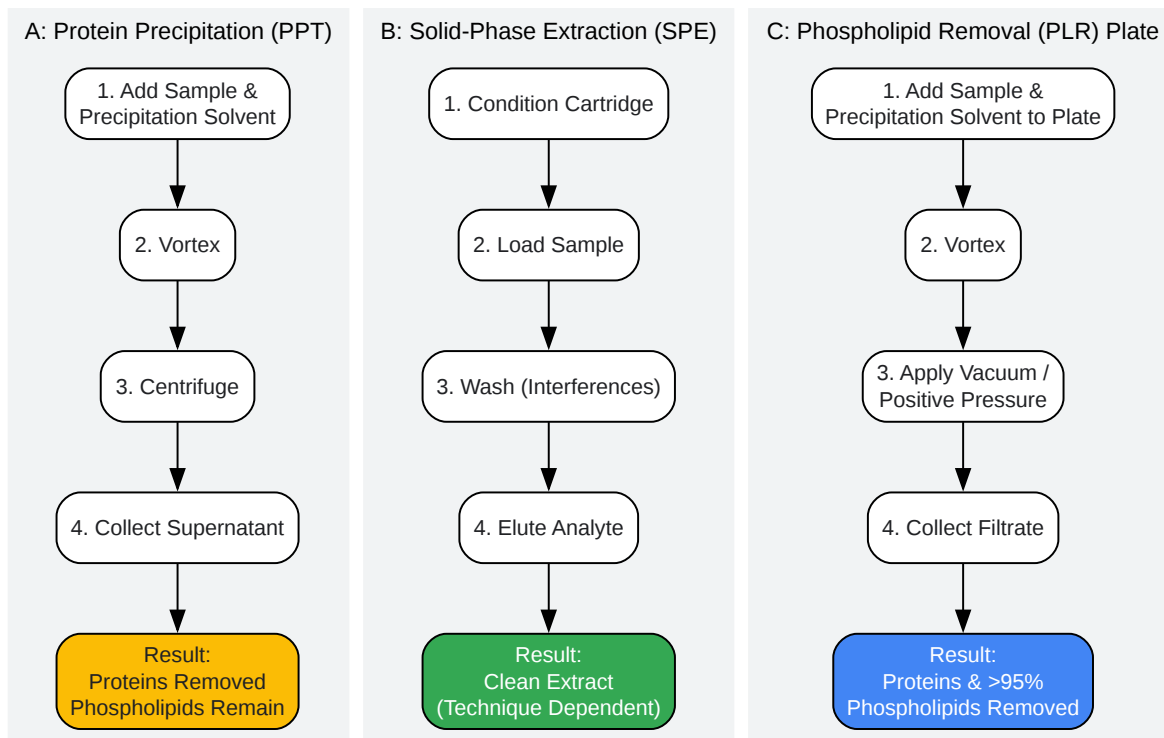 A: Protein Precipitation (PPT)
1. Add Sample &
Precipitation Solvent
2. Vortex
3. Centrifuge
4. Collect Supernatant
Result:
Proteins Removed
Phospholipids Remain
B: Solid-Phase Extraction (SPE)
1. Condition Cartridge
2. Load Sample
3. Wash (Interferences)
4. Elute Analyte
Result:
Clean Extract
(Technique Dependent)
C: Phospholipid Removal (PLR) Plate
1. Add Sample &
Precipitation Solvent to Plate
2. Vortex
3. Apply Vacuum /
Positive Pressure
4. Collect Filtrate
Result:
Proteins & >95%
Phospholipids Removed